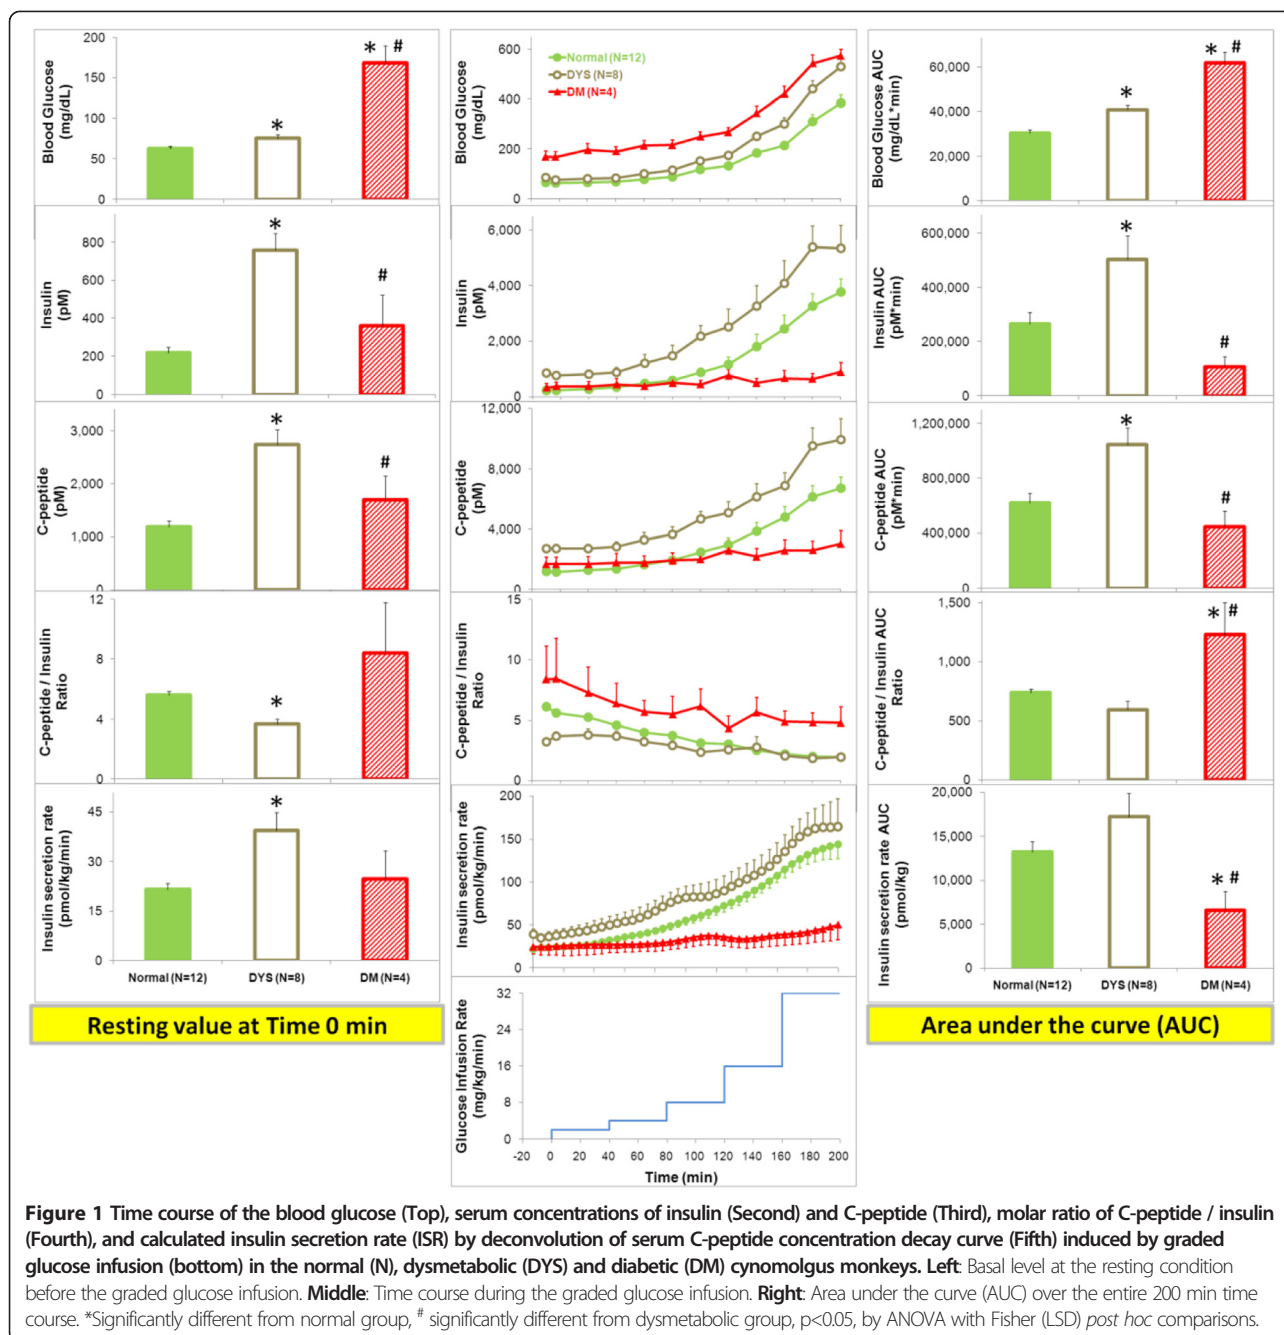 Blood Glucose
(mg/dL)
200
150
100
50
0
*
* #
Insulin
(pM)
800
600
400
200
0
*
#
C-peptide
(pM)
3,000
2,000
1,000
0
*
#
C-peptide / Insulin
Ratio
12
8
4
0
*
Insulin secretion rate
(pmol/kg/min)
45
30
15
0
*
Normal (N=12) DYS (N=8) DM (N=4)
Resting value at Time 0 min
Blood Glucose
(mg/dL)
600
400
200
0
Normal (N=12)
DYS (N=8)
DM (N=4)
Insulin
(pM)
6,000
4,000
2,000
0
C-pepetide
(pM)
12,000
8,000
4,000
0
C-pepetide / Insulin
Ratio
15
10
5
0
Insulin secretion rate
(pmol/kg/min)
200
150
100
50
0
Glucose Infusion Rate
(mg/kg/min)
32
24
16
8
0
-20 0 20 40 60 80 100 120 140 160 180 200
Time (min)
Blood Glucose AUC
mg/dL*min)
60,000
40,000
20,000
0
*
* #
Insulin AUC
(pM*min)
600,000
400,000
200,000
0
*
#
C-peptide AUC
(pM*min)
1,200,000
800,000
400,000
0
*
#
C-peptide / Insulin AUC
Ratio
1,500
1,000
500
0
* #
Insulin secretion rate AUC
(pmol/kg)
20,000
15,000
10,000
5,000
0
* #
Normal (N=12) DYS (N=8) DM (N=4)
Area under the curve (AUC)
Figure 1 Time course of the blood glucose (Top), serum concentrations of insulin (Second) and C-peptide (Third), molar ratio of C-peptide / insulin
(Fourth), and calculated insulin secretion rate (ISR) by deconvolution of serum C-peptide concentration decay curve (Fifth) induced by graded
glucose infusion (bottom) in the normal (N), dysmetabolic (DYS) and diabetic (DM) cynomolgus monkeys. Left: Basal level at the resting condition
before the graded glucose infusion. Middle: Time course during the graded glucose infusion. Right: Area under the curve (AUC) over the entire 200 min time
course. *Significantly different from normal group, # significantly different from dysmetabolic group, p<0.05, by ANOVA with Fisher (LSD) post hoc comparisons.